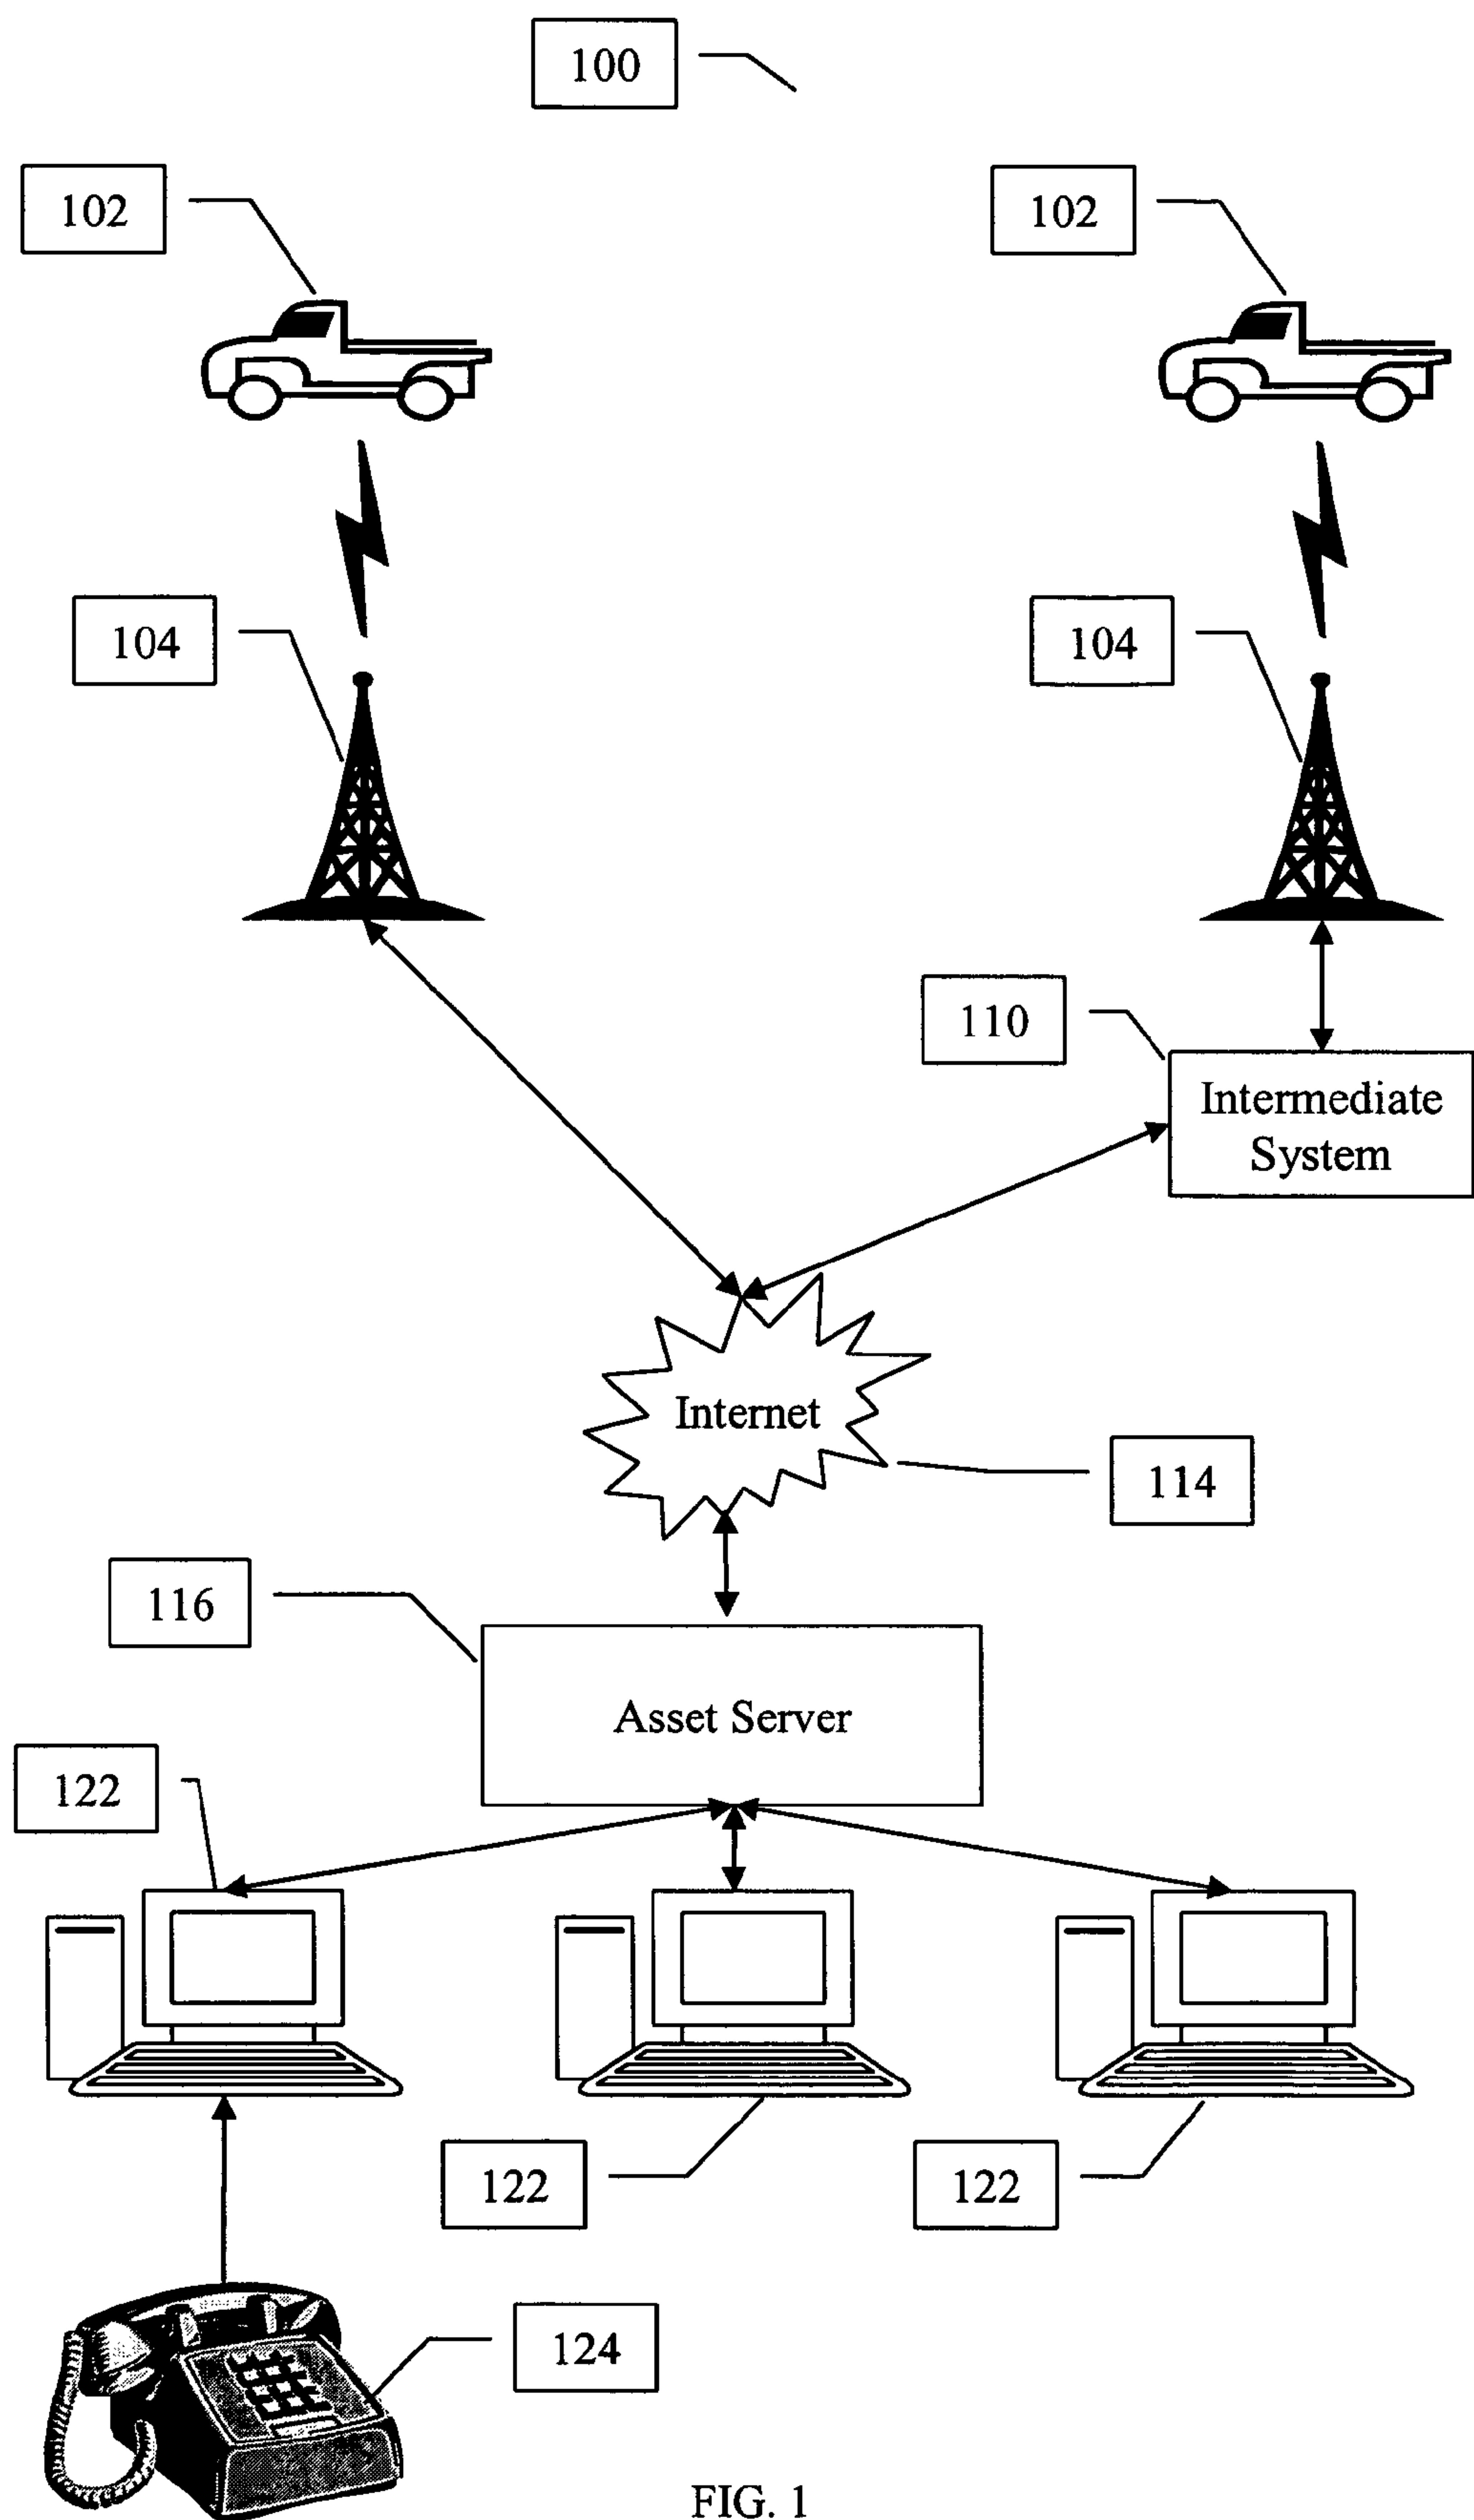 100
102
102
104
104
110
Intermediate
System
Internet
114
116
Asset Server
122
122
122
124
FIG. 1